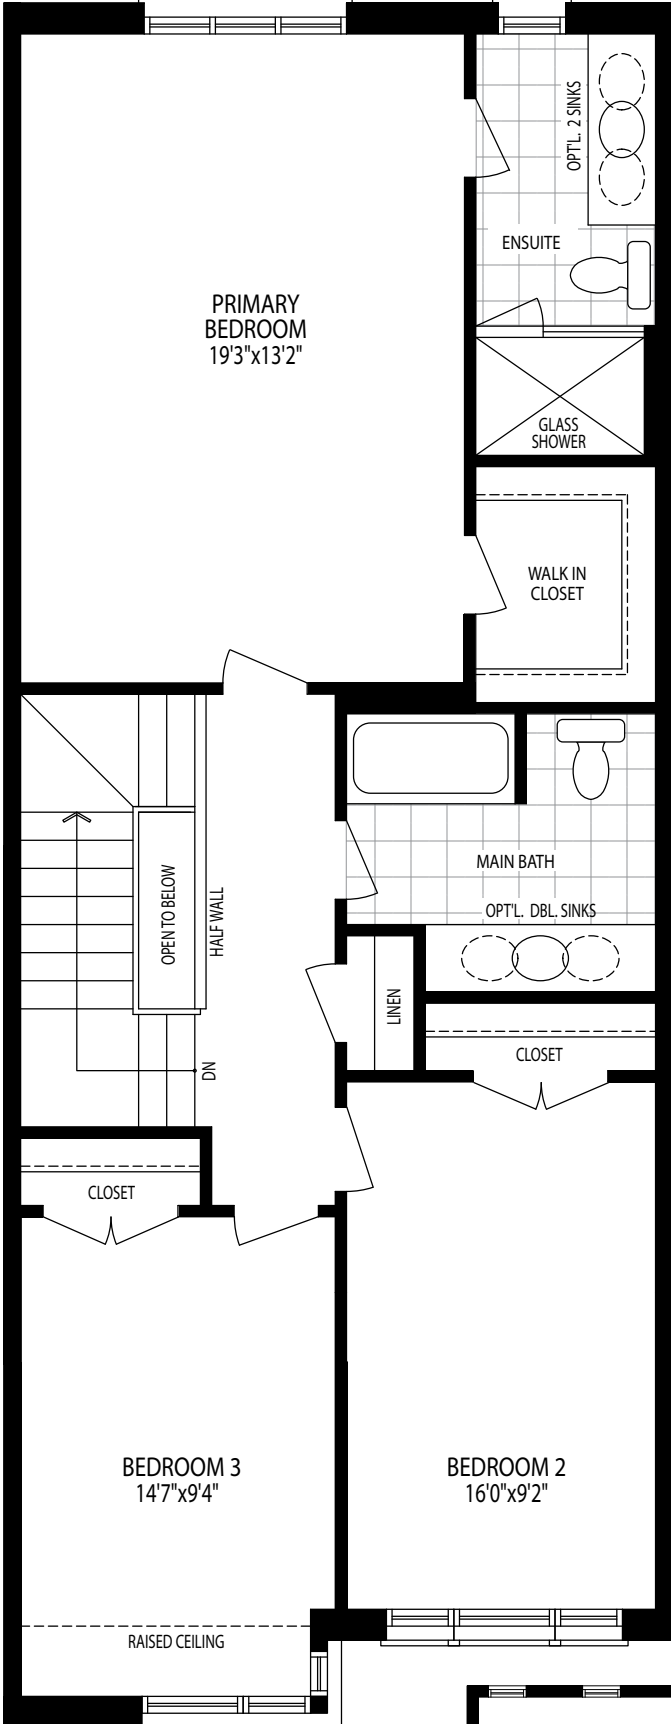 OPT'L. 2 SINKS
ENSUITE
PRIMARY
BEDROOM
19'3"x13'2"
GLASS
SHOWER
WALK IN
CLOSET
MAIN BATH
OPEN TO BELOW
HALF WALL
OPT'L. DBL. SINKS
LINEN
CLOSET
DN
CLOSET
BEDROOM 3
14'7"x9'4"
BEDROOM 2
16'0"x9'2"
RAISED CEILING